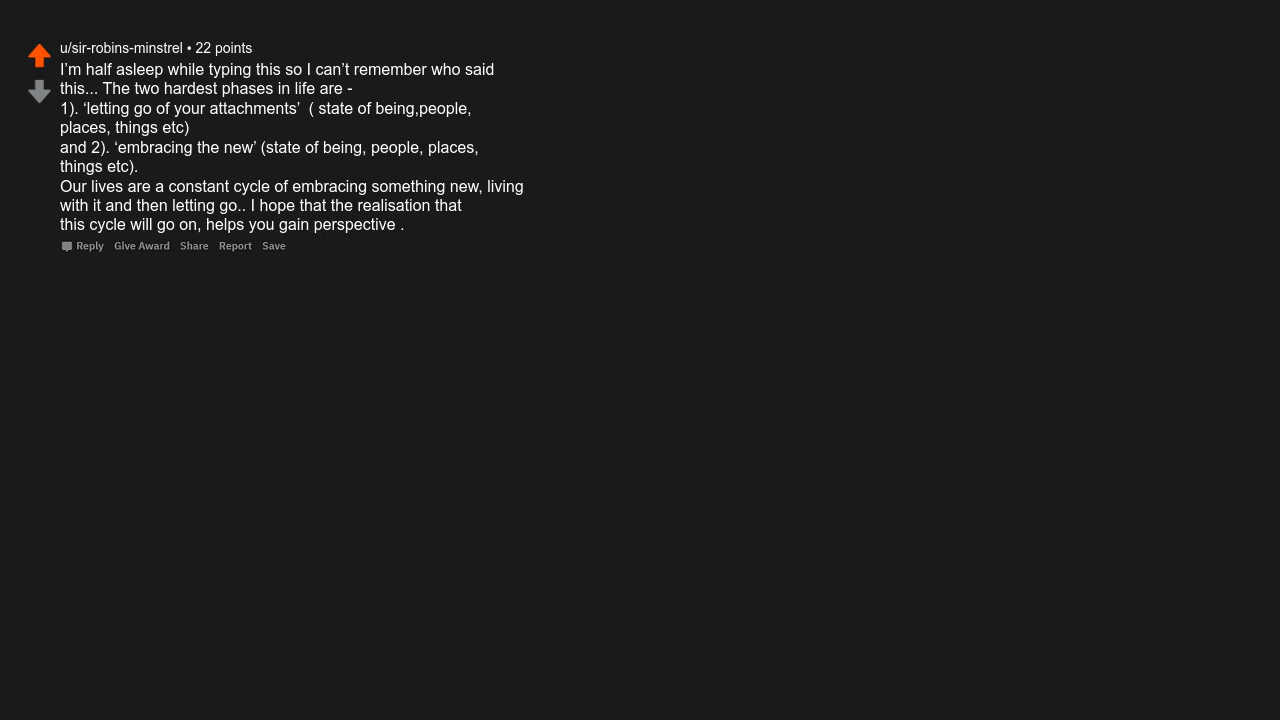 u/sir-robins-minstrel • 22 points
I’m half asleep while typing this so I can’t remember who said
this... The two hardest phases in life are -
1). ‘letting go of your attachments’  ( state of being,people,
places, things etc)
and 2). ‘embracing the new’ (state of being, people, places,
things etc).
Our lives are a constant cycle of embracing something new, living
with it and then letting go.. I hope that the realisation that
this cycle will go on, helps you gain perspective .
Reply Give Award Share Report Save